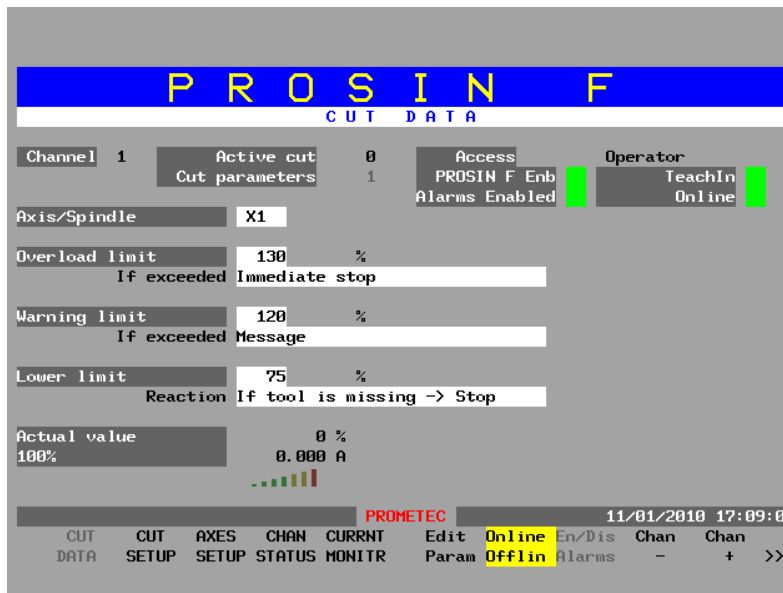 PROSIN F
CUT DATA
Channel 1 Active cut 0 Access Operator
Cut parameters 1 PROSIN F Enb TeachIn
Alarms Enabled Online
Axis/Spindle X1
Overload limit 130 %
If exceeded Immediate stop
Warning limit 120 %
If exceeded Message
Lower limit 75 %
Reaction If tool is missing -> Stop
Actual value 0 %
100% 0.000 A
PROMETEC 11/01/2010 17:09:0
CUT CUT AXES CHAN CURRNT Edit Online En/Dis Chan Chan
DATA SETUP SETUP STATUS MONITR Param Offlin Alarms - + >>